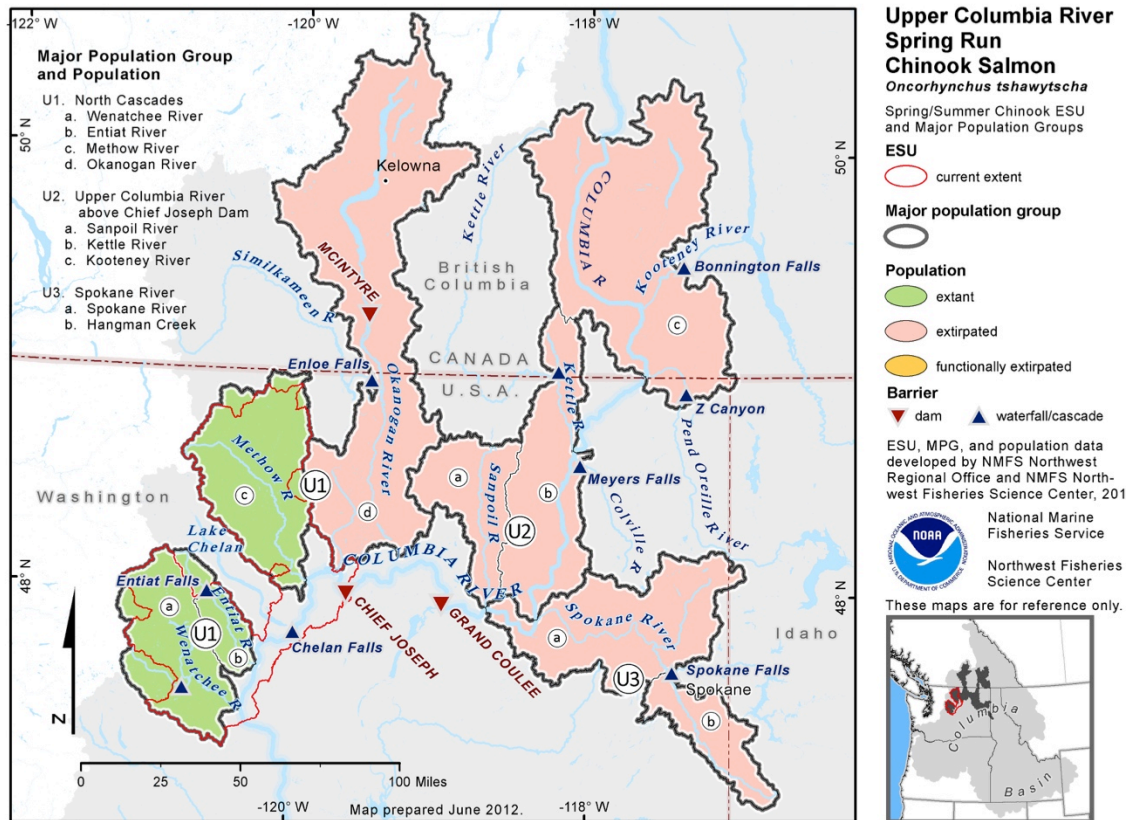 -122° W
-120° W
-118° W
Major Population Group
and Population
U1. North Cascades
a. Wenatchee River
b. Entiat River
c. Methow River
d. Okanogan River
U2. Upper Columbia River
above Chief Joseph Dam
a. Sanpoil River
b. Kettle River
c. Kooteney River
U3. Spokane River
a. Spokane River
b. Hangman Creek
50° N
50° N
48° N
48° N
Kelowna
Kettle River
COLUMBIA R
Kooteney River
Bonnington Falls
British
Columbia
MCINTYRE
Similkameen R
c
Enloe Falls
CANADA
U.S.A.
Okanogan River
Kettle R
Z Canyon
Pend Oreille River
Methow R
c
U1
d
a
Sanpoil R
b
U2
Meyers Falls
Colville R
Washington
Lake
Chelan
COLUMBIA RIVER
Entiat Falls
a
Entiat R
U1
b
Wenatchee R
Chelan Falls
CHIEF JOSEPH
GRAND COULEE
a
Spokane River
Idaho
U3
Spokane Falls
Spokane
b
N
0 25 50 100 Miles
-120° W
-118° W
Map prepared June 2012.
Upper Columbia River
Spring Run
Chinook Salmon
Oncorhynchus tshawytscha
Spring/Summer Chinook ESU
and Major Population Groups
ESU
current extent
Major population group
Population
extant
extirpated
functionally extirpated
Barrier
dam
waterfall/cascade
ESU, MPG, and population data
developed by NMFS Northwest
Regional Office and NMFS North-
west Fisheries Science Center, 201
NOAA
National Marine
Fisheries Service
Northwest Fisheries
Science Center
These maps are for reference only.
Columbia
Basin